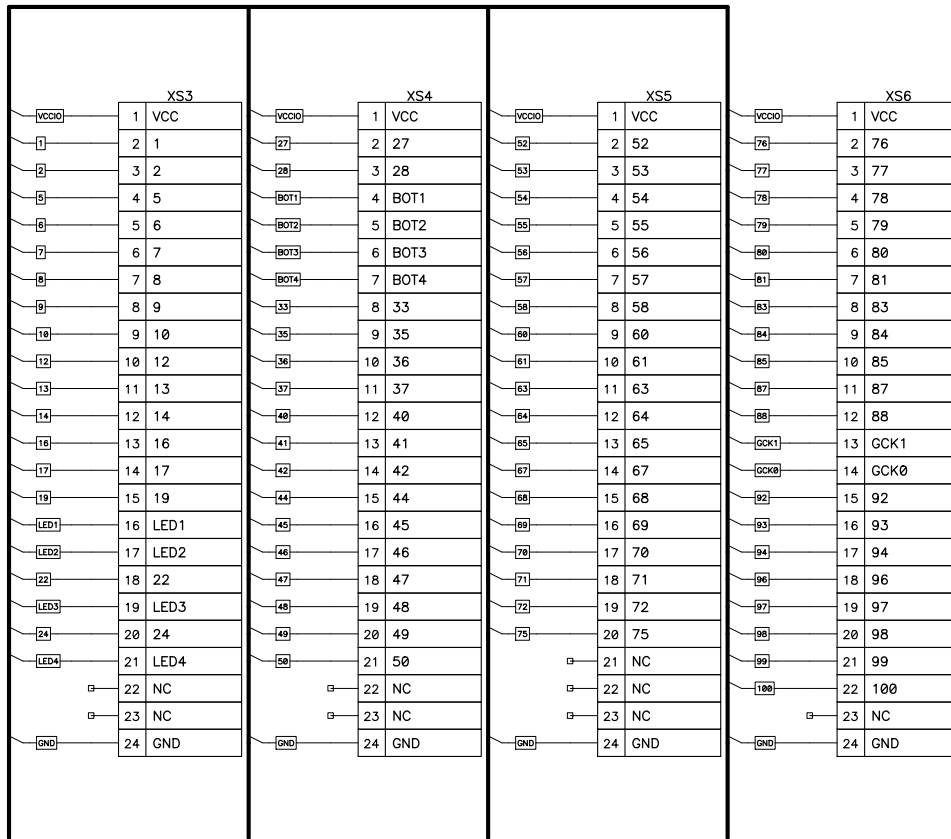 XS3
VCCIO 1 VCC
1 2 1
2 3 2
5 4 5
6 5 6
7 6 7
8 7 8
9 8 9
10 9 10
12 10 12
13 11 13
14 12 14
16 13 16
17 14 17
19 15 19
LED1 16 LED1
LED2 17 LED2
22 18 22
LED3 19 LED3
24 20 24
LED4 21 LED4
22 NC
23 NC
GND 24 GND
XS4
VCCIO 1 VCC
27 2 27
28 3 28
BOT1 4 BOT1
BOT2 5 BOT2
BOT3 6 BOT3
BOT4 7 BOT4
33 8 33
35 9 35
36 10 36
37 11 37
40 12 40
41 13 41
42 14 42
44 15 44
45 16 45
46 17 46
47 18 47
48 19 48
49 20 49
50 21 50
22 NC
23 NC
GND 24 GND
XS5
VCCIO 1 VCC
52 2 52
53 3 53
54 4 54
55 5 55
56 6 56
57 7 57
58 8 58
60 9 60
61 10 61
63 11 63
64 12 64
65 13 65
67 14 67
68 15 68
69 16 69
70 17 70
71 18 71
72 19 72
75 20 75
21 NC
22 NC
23 NC
GND 24 GND
XS6
VCCIO 1 VCC
76 2 76
77 3 77
78 4 78
79 5 79
80 6 80
81 7 81
83 8 83
84 9 84
85 10 85
87 11 87
88 12 88
GCK1 13 GCK1
GCK0 14 GCK0
92 15 92
93 16 93
94 17 94
96 18 96
97 19 97
98 20 98
99 21 99
100 22 100
23 NC
GND 24 GND